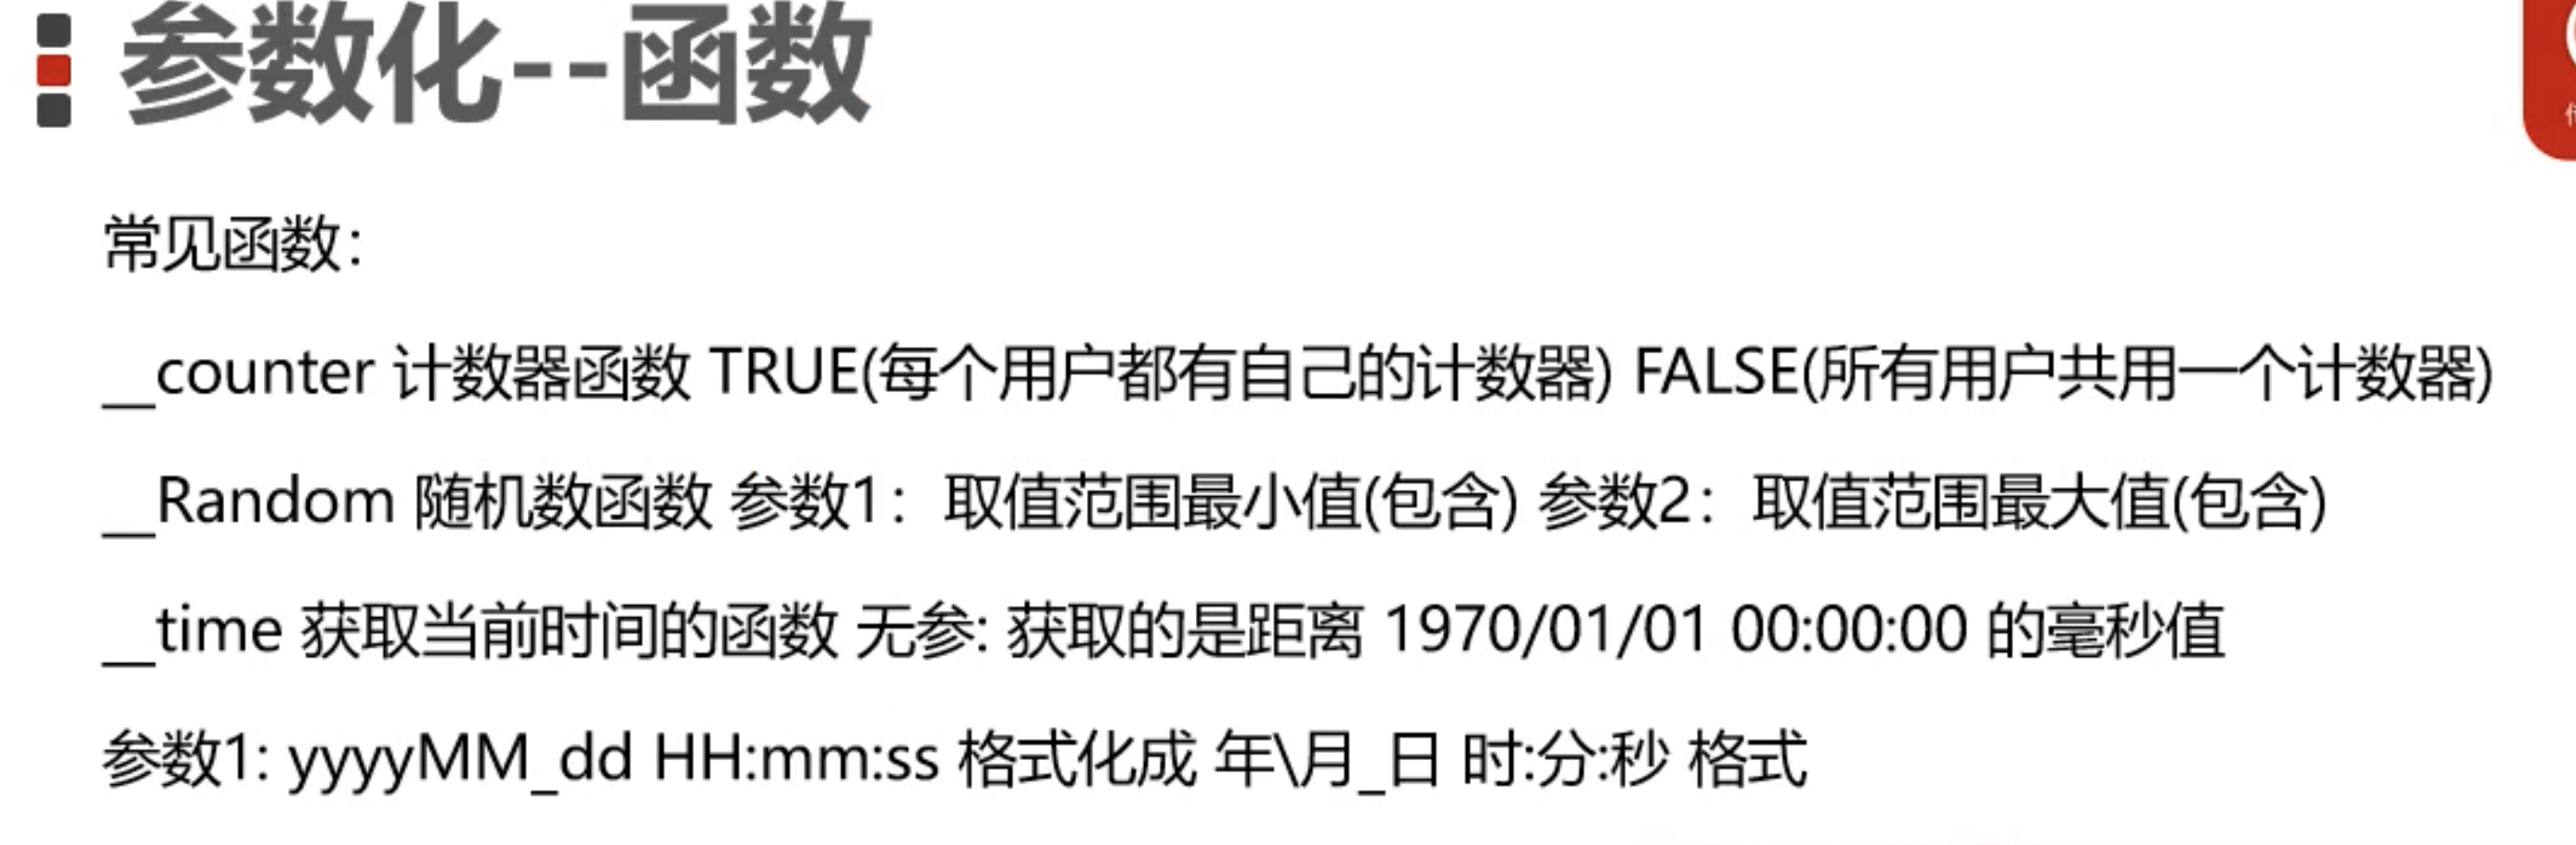 参数化--函数
常见函数：
__counter 计数器函数 TRUE(每个用户都有自己的计数器) FALSE(所有用户共用一个计数器)
__Random 随机数函数 参数1：取值范围最小值(包含) 参数2：取值范围最大值(包含)
__time 获取当前时间的函数 无参: 获取的是距离 1970/01/01 00:00:00 的毫秒值
参数1: yyyyMM_dd HH:mm:ss 格式化成 年\月_日 时:分:秒 格式